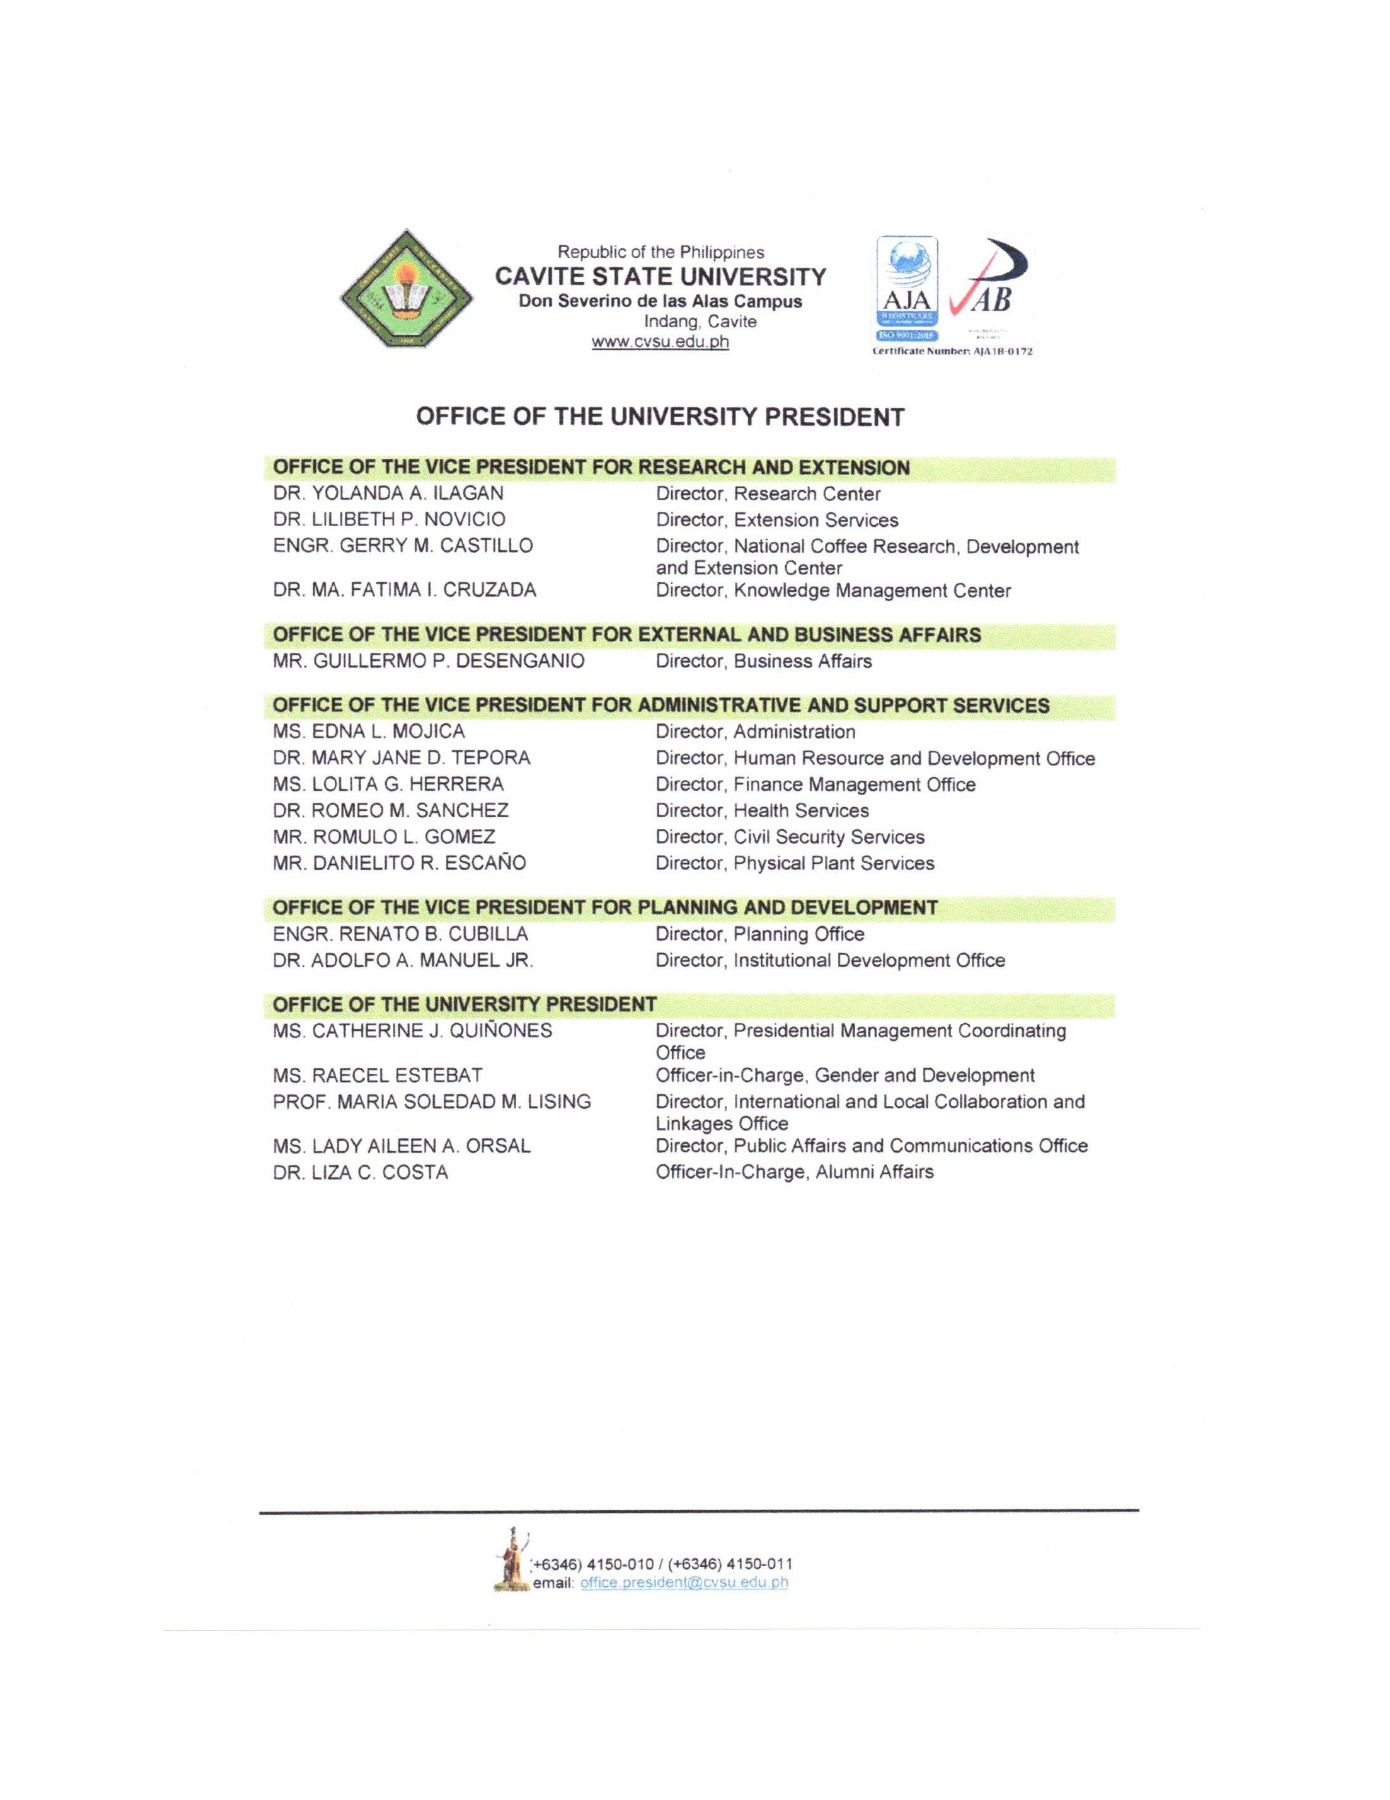 Republic of the Philippines
CAVITE STATE UNIVERSITY
Don Severino de las Alas Campus
Indang, Cavite
www.cvsu.edu.ph
AJA
REGISTRARS
ISO 9001:2015
PAB
Certificate Number: AJA18-0172
OFFICE OF THE UNIVERSITY PRESIDENT
OFFICE OF THE VICE PRESIDENT FOR RESEARCH AND EXTENSION
DR. YOLANDA A. ILAGAN Director, Research Center
DR. LILIBETH P. NOVICIO Director, Extension Services
ENGR. GERRY M. CASTILLO Director, National Coffee Research, Development
and Extension Center
DR. MA. FATIMA I. CRUZADA Director, Knowledge Management Center
OFFICE OF THE VICE PRESIDENT FOR EXTERNAL AND BUSINESS AFFAIRS
MR. GUILLERMO P. DESENGANIO Director, Business Affairs
OFFICE OF THE VICE PRESIDENT FOR ADMINISTRATIVE AND SUPPORT SERVICES
MS. EDNA L. MOJICA Director, Administration
DR. MARY JANE D. TEPORA Director, Human Resource and Development Office
MS. LOLITA G. HERRERA Director, Finance Management Office
DR. ROMEO M. SANCHEZ Director, Health Services
MR. ROMULO L. GOMEZ Director, Civil Security Services
MR. DANIELITO R. ESCAÑO Director, Physical Plant Services
OFFICE OF THE VICE PRESIDENT FOR PLANNING AND DEVELOPMENT
ENGR. RENATO B. CUBILLA Director, Planning Office
DR. ADOLFO A. MANUEL JR. Director, Institutional Development Office
OFFICE OF THE UNIVERSITY PRESIDENT
MS. CATHERINE J. QUIÑONES Director, Presidential Management Coordinating
Office
MS. RAECEL ESTEBAT Officer-in-Charge, Gender and Development
PROF. MARIA SOLEDAD M. LISING Director, International and Local Collaboration and
Linkages Office
MS. LADY AILEEN A. ORSAL Director, Public Affairs and Communications Office
DR. LIZA C. COSTA Officer-In-Charge, Alumni Affairs
+6346) 4150-010 / (+6346) 4150-011
email: office.president@cvsu.edu.ph